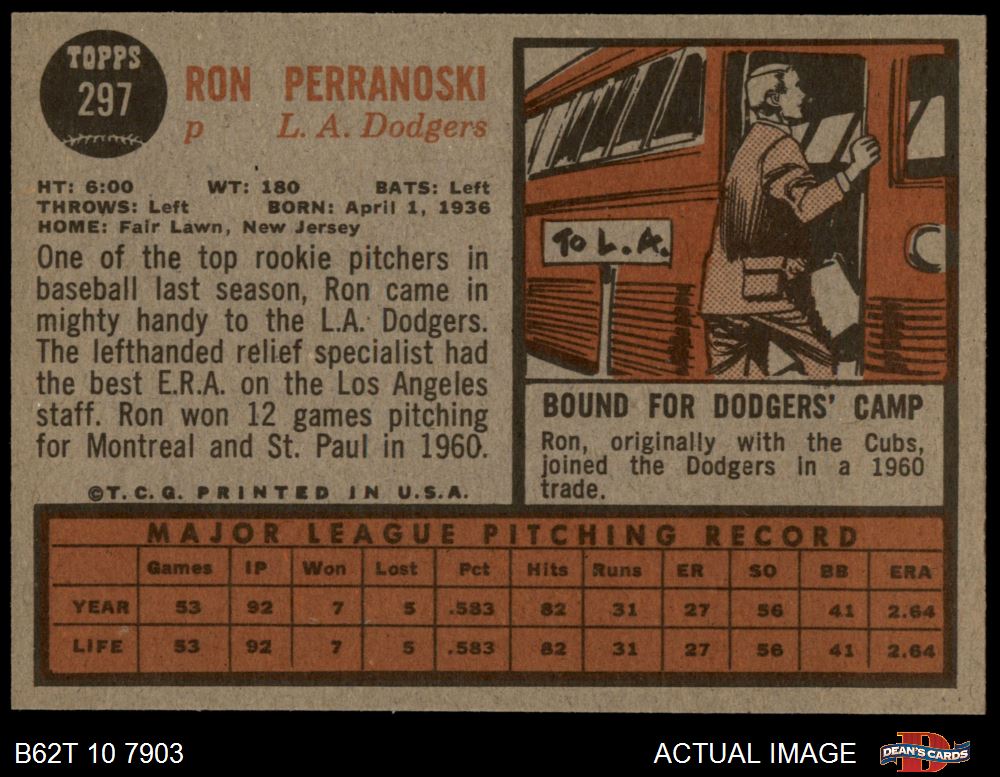 TOPPS
297
RON PERRANOSKI
p L. A. Dodgers
HT: 6:00 WT: 180 BATS: Left
THROWS: Left BORN: April 1, 1936
HOME: Fair Lawn, New Jersey
One of the top rookie pitchers in
baseball last season, Ron came in
mighty handy to the L.A. Dodgers.
The lefthanded relief specialist had
the best E.R.A. on the Los Angeles
staff. Ron won 12 games pitching
for Montreal and St. Paul in 1960.
©T.C.G. PRINTED IN U.S.A.
TO L.A.
BOUND FOR DODGERS' CAMP
Ron, originally with the Cubs,
joined the Dodgers in a 1960
trade.
MAJOR LEAGUE PITCHING RECORD
Games IP Won Lost Pct Hits Runs ER SO BB ERA
YEAR 53 92 7 5 .583 82 31 27 56 41 2.64
LIFE 53 92 7 5 .583 82 31 27 56 41 2.64
B62T 10 7903
ACTUAL IMAGE
DEAN'S CARDS